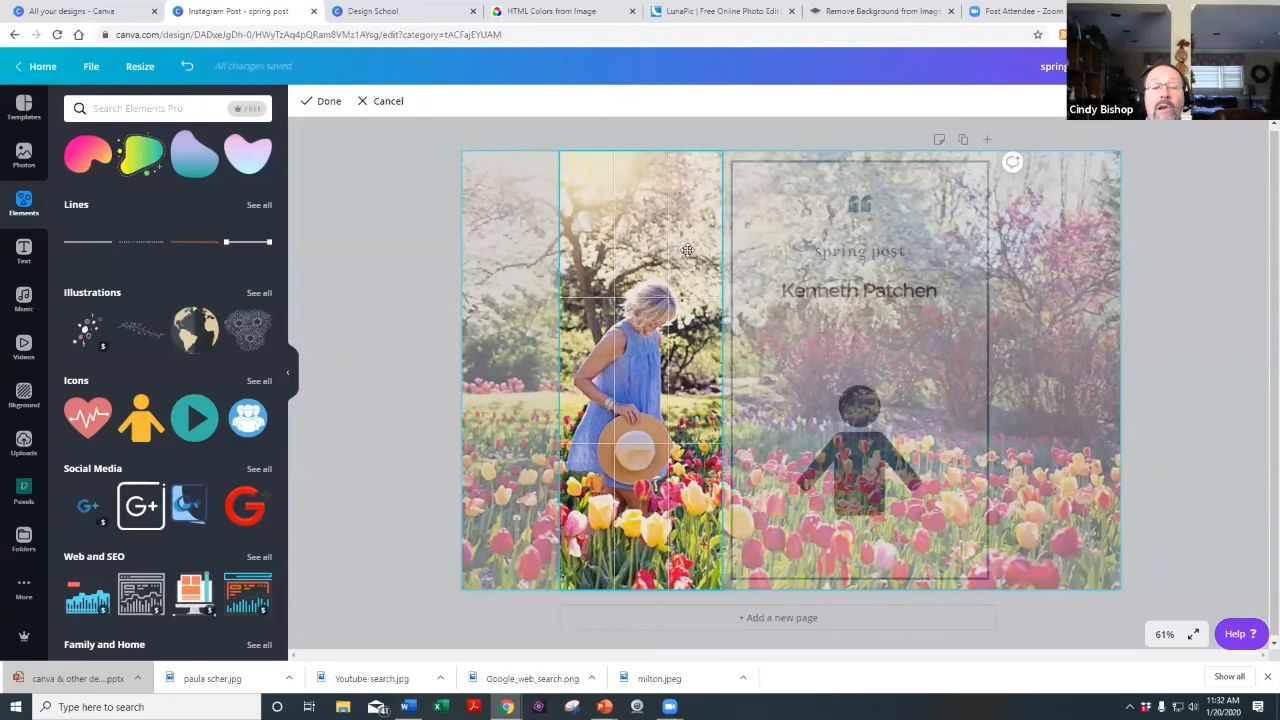 All your designs - Canva
Instagram Post - spring post
Design School
HTML Colors from Image
LunaPic | Free Online Photo Edito
Remove Background from Image
Post Attendee - Zoom
canva.com/design/DADxeJgDh-0/HWyTzAq4pQRam8VMz1AYsg/edit?category=tACFajEYUAM
Home
File
Resize
All changes saved
spring
Cindy Bishop
Search Elements Pro
FREE
Done
Cancel
Templates
Photos
Elements
Text
Music
Videos
Bkground
Uploads
Pexels
Folders
More
Lines
See all
Illustrations
See all
Icons
See all
Social Media
See all
G+
G+
G
Web and SEO
See all
Family and Home
See all
spring post
Kenneth Patchen
+ Add a new page
61%
Help ?
canva & other de....pptx
paula scher.jpg
Youtube-search.jpg
Google_web_search.png
milton.jpeg
Show all
Type here to search
41
11:32 AM
1/20/2020